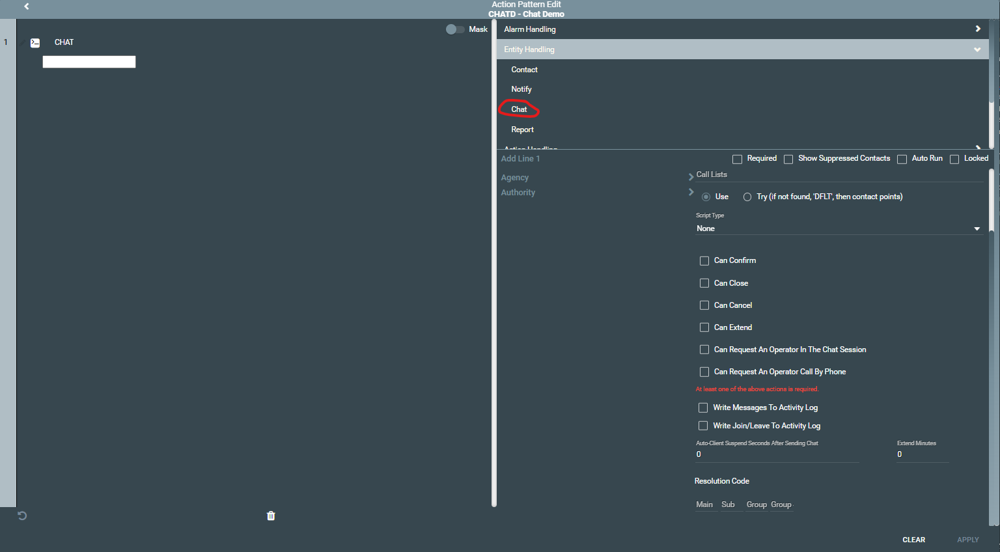 Action Pattern Edit
CHATD - Chat Demo
Mask
1 CHAT
Alarm Handling
Entity Handling
Contact
Notify
Chat
Report
Action Handling
Add Line 1
Required Show Suppressed Contacts Auto Run Locked
Agency
Authority
Call Lists
Use Try (if not found, 'DFLT', then contact points)
Script Type
None
Can Confirm
Can Close
Can Cancel
Can Extend
Can Request An Operator In The Chat Session
Can Request An Operator Call By Phone
At least one of the above actions is required.
Write Messages To Activity Log
Write Join/Leave To Activity Log
Auto-Client Suspend Seconds After Sending Chat Extend Minutes
0 0
Resolution Code
Main Sub Group Group
CLEAR APPLY